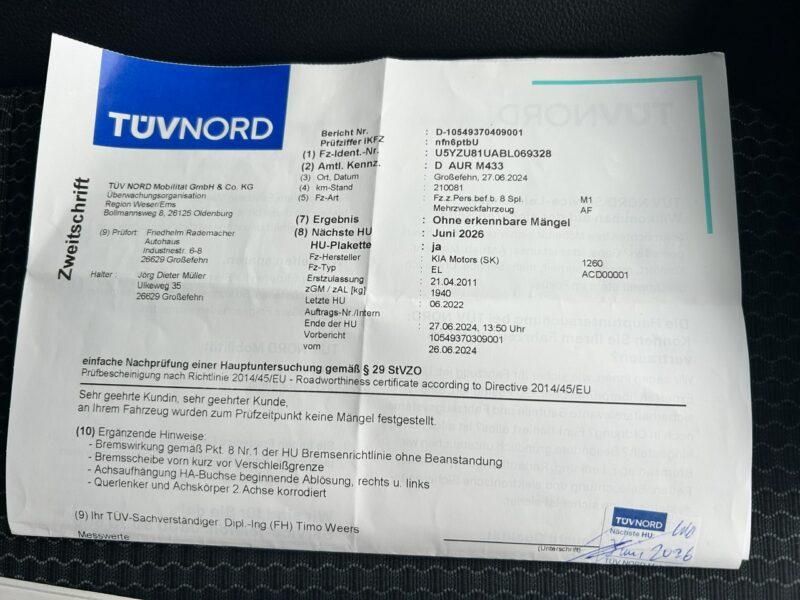 TÜVNORD
Zweitschrift
TÜV NORD Mobilität GmbH & Co. KG
Überwachungsorganisation
Region Weser/Ems
Bollmannsweg 8, 26125 Oldenburg
(9) Prüfort: Friedhelm Rademacher
Autohaus
Industriestr. 6-8
26629 Großefehn
Halter : Jörg Dieter Müller
Ulkeweg 35
26629 Großefehn
Bericht Nr. : D-10549370409001
Prüfziffer iKFZ : nfn6ptbU
(1) Fz-Ident.-Nr. : U5YZU81UABL069328
(2) Amtl. Kennz. : D AUR M433
(3) Ort, Datum : Großefehn, 27.06.2024
(4) km-Stand : 210081
(5) Fz-Art : Fz.z.Pers.bef.b. 8 Spl. M1
Mehrzweckfahrzeug AF
(7) Ergebnis : Ohne erkennbare Mängel
(8) Nächste HU : Juni 2026
HU-Plakette : ja
Fz-Hersteller : KIA Motors (SK) 1260
Fz-Typ : EL ACD00001
Erstzulassung : 21.04.2011
zGM / zAL [kg] : 1940
Letzte HU : 06.2022
Auftrags-Nr./Intern :
Ende der HU : 27.06.2024, 13:50 Uhr
Vorbericht : 10549370309001
vom : 26.06.2024
einfache Nachprüfung einer Hauptuntersuchung gemäß § 29 StVZO
Prüfbescheinigung nach Richtlinie 2014/45/EU - Roadworthiness certificate according to Directive 2014/45/EU
Sehr geehrte Kundin, sehr geehrter Kunde,
an Ihrem Fahrzeug wurden zum Prüfzeitpunkt keine Mängel festgestellt.
(10) Ergänzende Hinweise:
- Bremswirkung gemäß Pkt. 8 Nr.1 der HU Bremsenrichtlinie ohne Beanstandung
- Bremsscheibe vorn kurz vor Verschleißgrenze
- Achsaufhängung HA-Buchse beginnende Ablösung, rechts u. links
- Querlenker und Achskörper 2.Achse korrodiert
(9) Ihr TÜV-Sachverständiger Dipl.-Ing (FH) Timo Weers
Messwerte
(Unterschrift)
TÜVNORD
Nächste HU:
Juni 2026